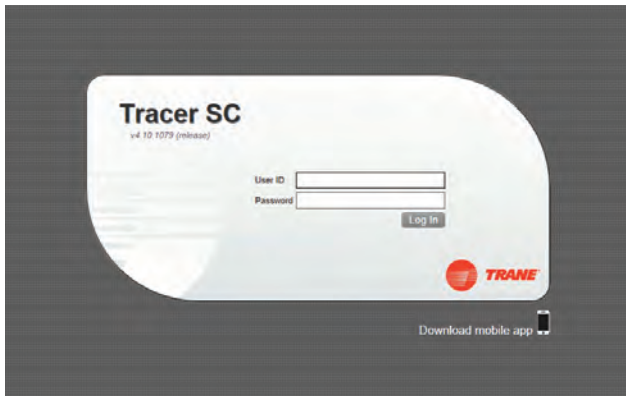 Tracer SC
v4.10.1079 (release)
User ID
Password
Log In
TRANE
Download mobile app